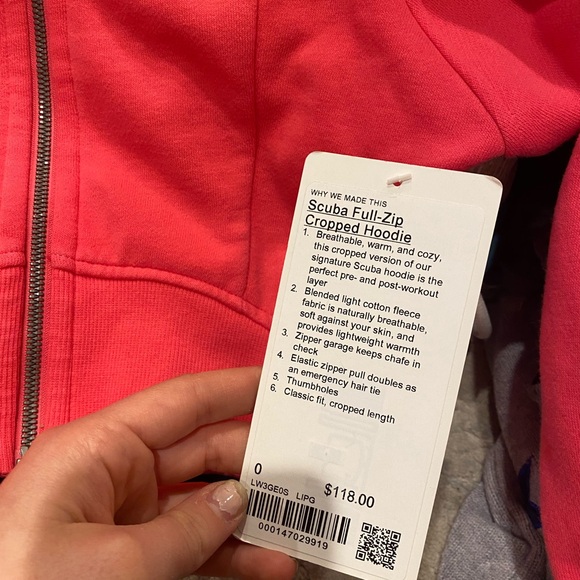 WHY WE MADE THIS
Scuba Full-Zip
Cropped Hoodie
1. Breathable, warm, and cozy,
this cropped version of our
signature Scuba hoodie is the
perfect pre- and post-workout
layer
2. Blended light cotton fleece
fabric is naturally breathable,
soft against your skin, and
provides lightweight warmth
3. Zipper garage keeps chafe in
check
4. Elastic zipper pull doubles as
an emergency hair tie
5. Thumbholes
6. Classic fit, cropped length
0
LW3GE0S LIPG $118.00
000147029919